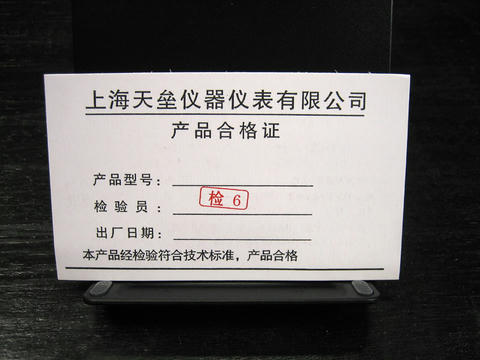 上海天垒仪器仪表有限公司
产品合格证
产品型号：
检验员： 检 6
出厂日期：
本产品经检验符合技术标准，产品合格